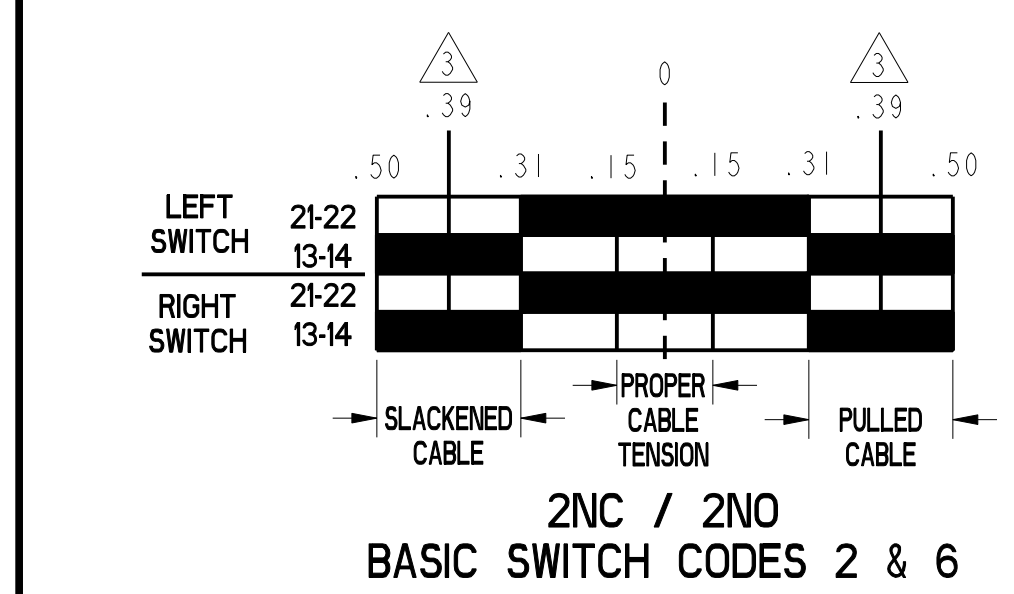 3 0 3
.39 .39
.50 .31 .15 .15 .31 .50
LEFT
SWITCH
21-22
13-14
RIGHT
SWITCH
21-22
13-14
SLACKENED
CABLE
PROPER
CABLE
TENSION
PULLED
CABLE
2NC / 2NO
BASIC SWITCH CODES 2 & 6